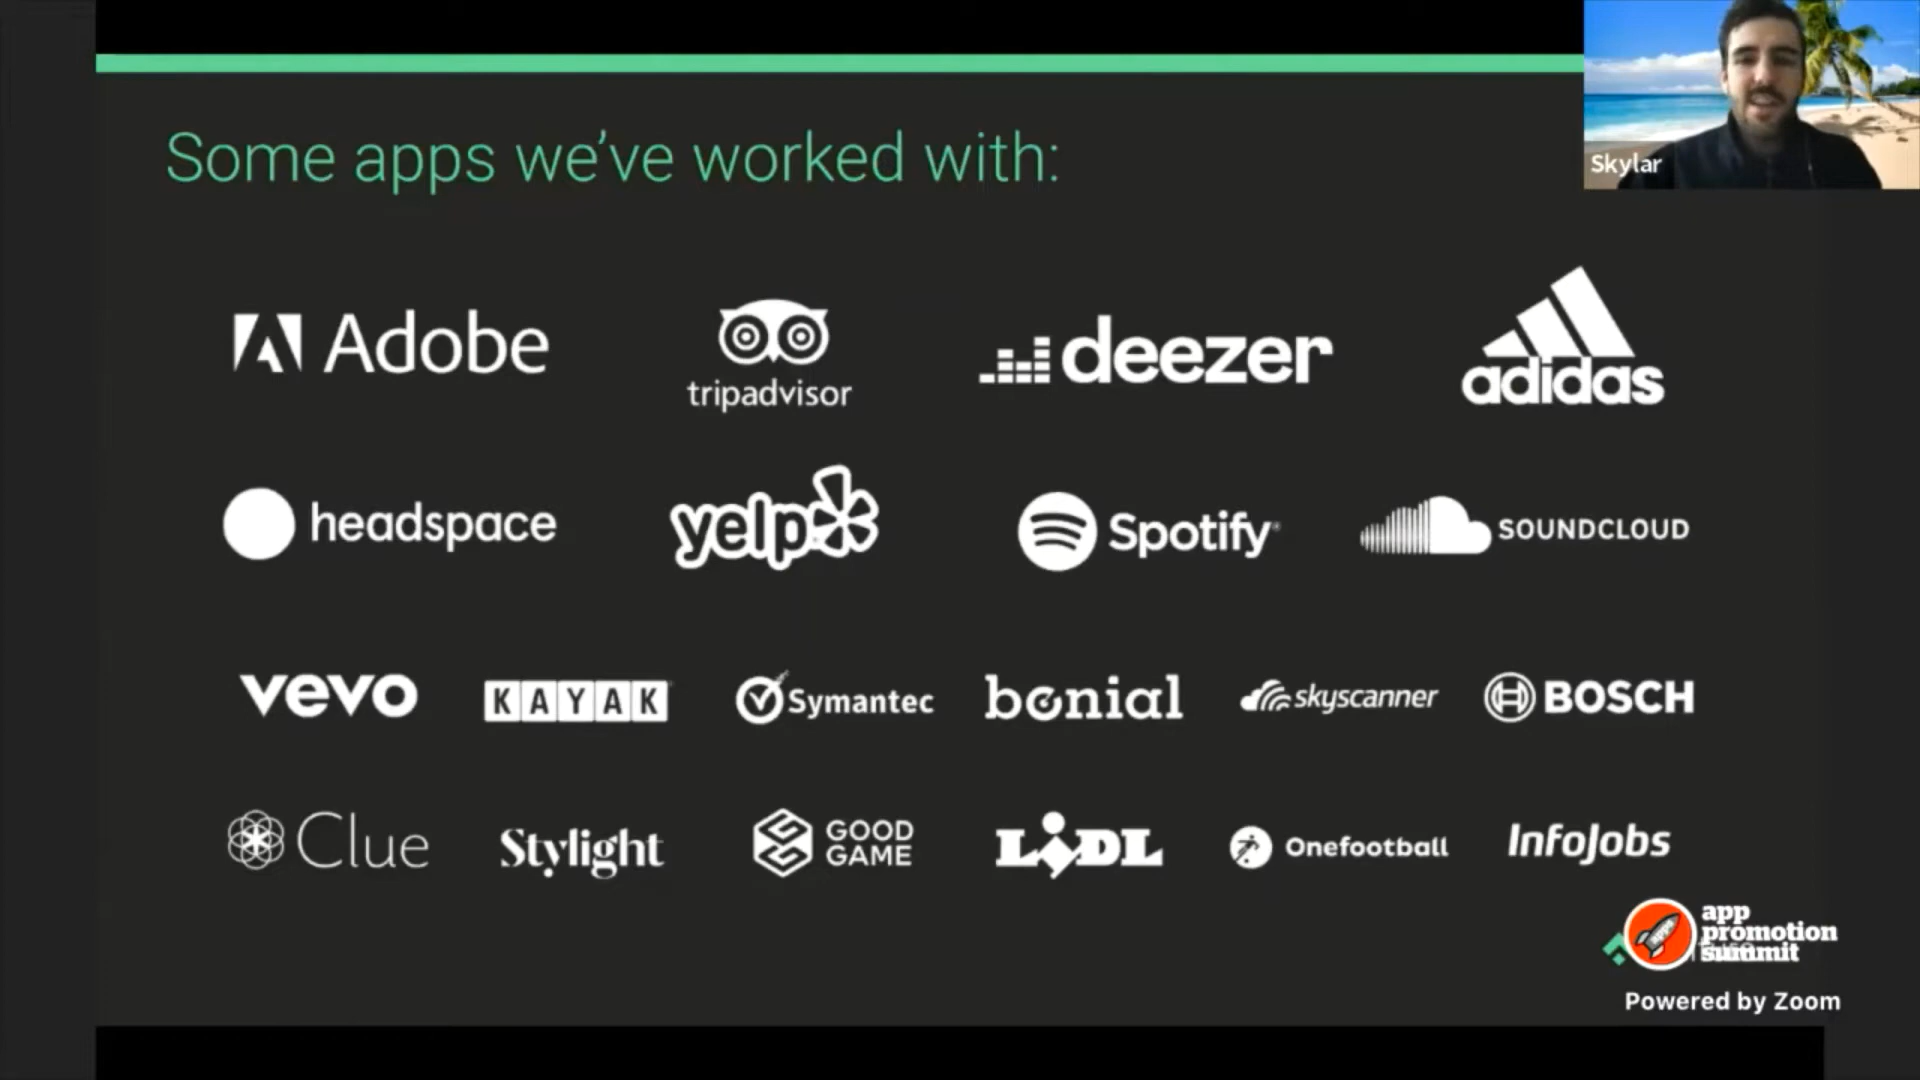 Some apps we've worked with:
Skylar
Adobe
tripadvisor
deezer
adidas
headspace
yelp
Spotify
SOUNDCLOUD
vevo
KAYAK
Symantec
bonial
skyscanner
BOSCH
Clue
Stylight
GOOD
GAME
LIDL
Onefootball
InfoJobs
app
promotion
summit
Powered by Zoom